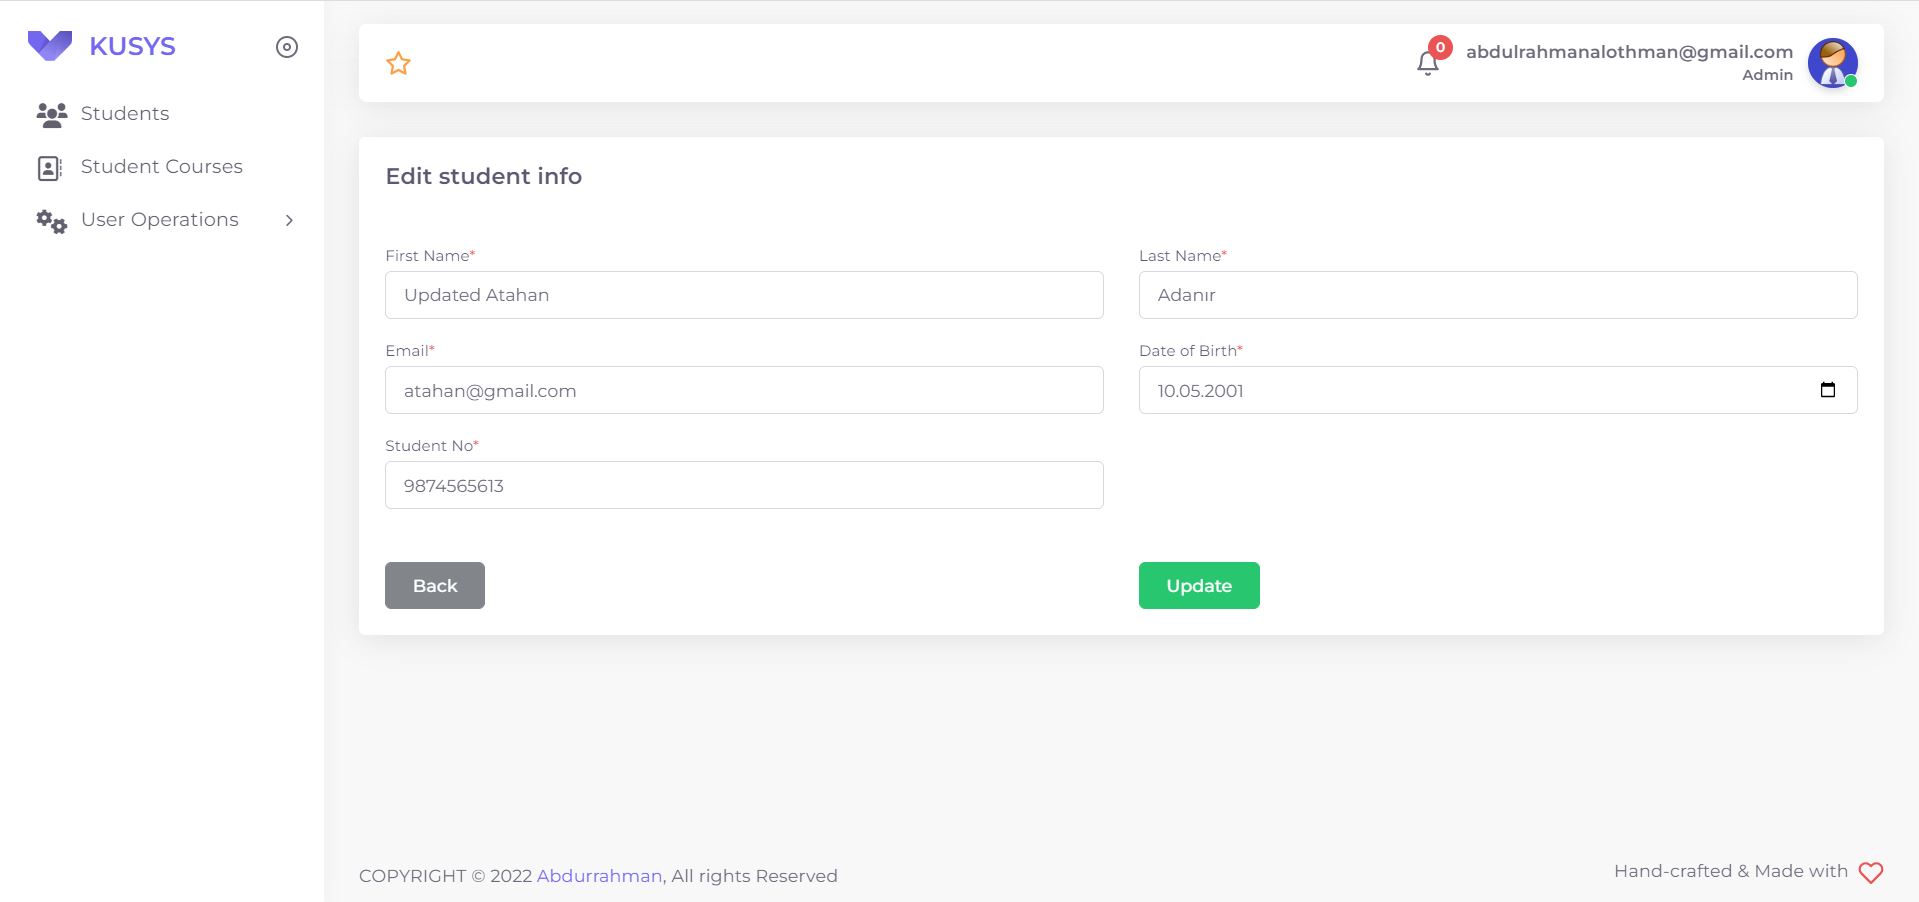 KUSYS
Students
Student Courses
User Operations
0
abdulrahmanalothman@gmail.com
Admin
Edit student info
First Name*
Last Name*
Updated Atahan
Adanır
Email*
Date of Birth*
atahan@gmail.com
10.05.2001
Student No*
9874565613
Back
Update
COPYRIGHT © 2022 Abdurrahman, All rights Reserved
Hand-crafted & Made with